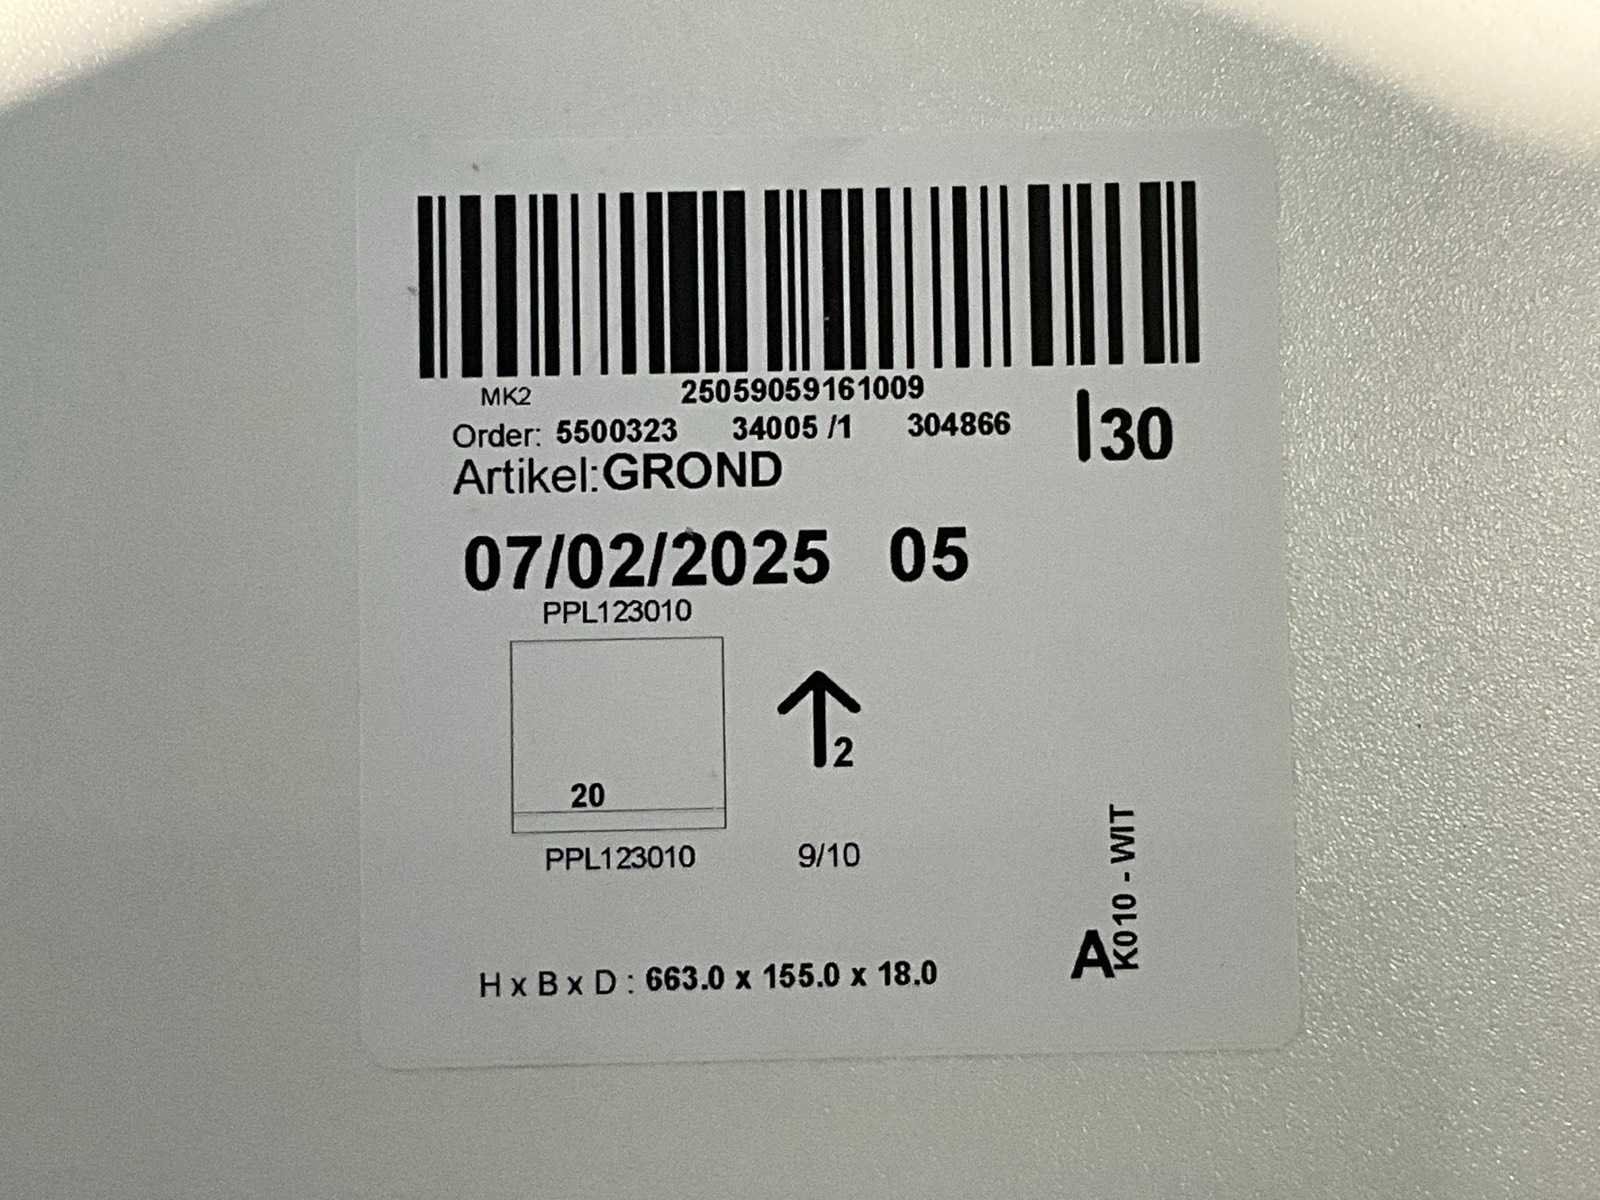 MK2 25059059161009
Order: 5500323 34005 /1 304866 |30
Artikel:GROND
07/02/2025 05
PPL123010
20
2
PPL123010 9/10
A K010 - WIT
H x B x D : 663.0 x 155.0 x 18.0